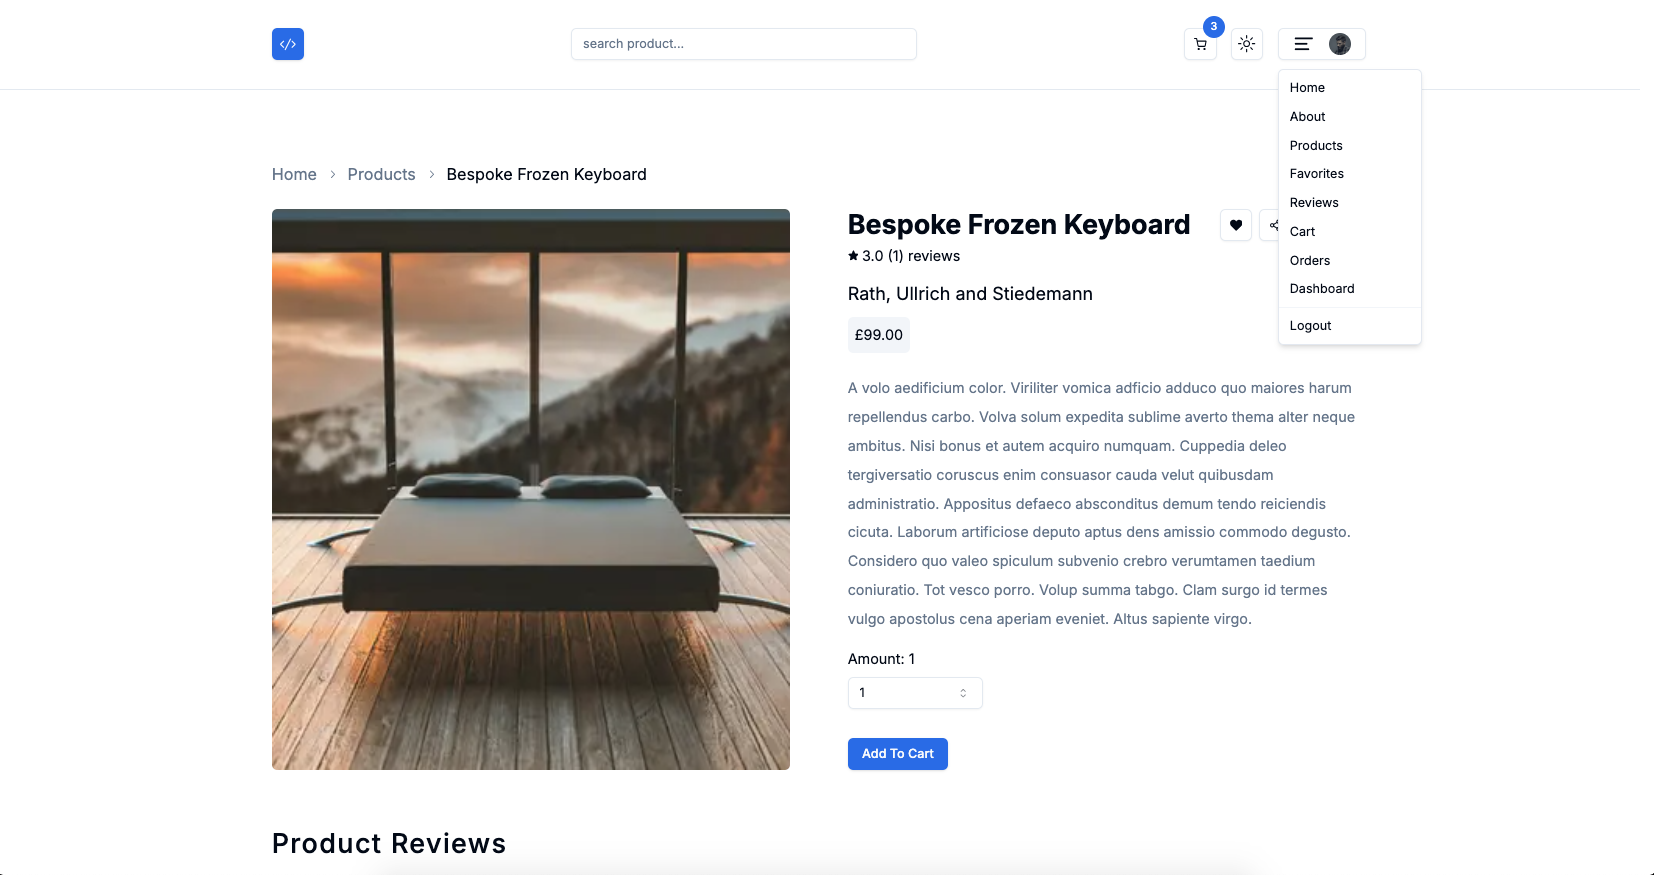 </>
search product...
3
Home
About
Products
Favorites
Reviews
Cart
Orders
Dashboard
Logout
Home > Products > Bespoke Frozen Keyboard
Bespoke Frozen Keyboard
3.0 (1) reviews
Rath, Ullrich and Stiedemann
£99.00
A volo aedificium color. Viriliter vomica adficio adduco quo maiores harum
repellendus carbo. Volva solum expedita sublime averto thema alter neque
ambitus. Nisi bonus et autem acquiro numquam. Cuppedia deleo
tergiversatio coruscus enim consuasor cauda velut quibusdam
administratio. Appositus defaeco absconditus demum tendo reiciendis
cicuta. Laborum artificiose deputo aptus dens amissio commodo degusto.
Considero quo valeo spiculum subvenio crebro verumtamen taedium
coniuratio. Tot vesco porro. Volup summa tabgo. Clam surgo id termes
vulgo apostolus cena aperiam eveniet. Altus sapiente virgo.
Amount: 1
1
Add To Cart
Product Reviews